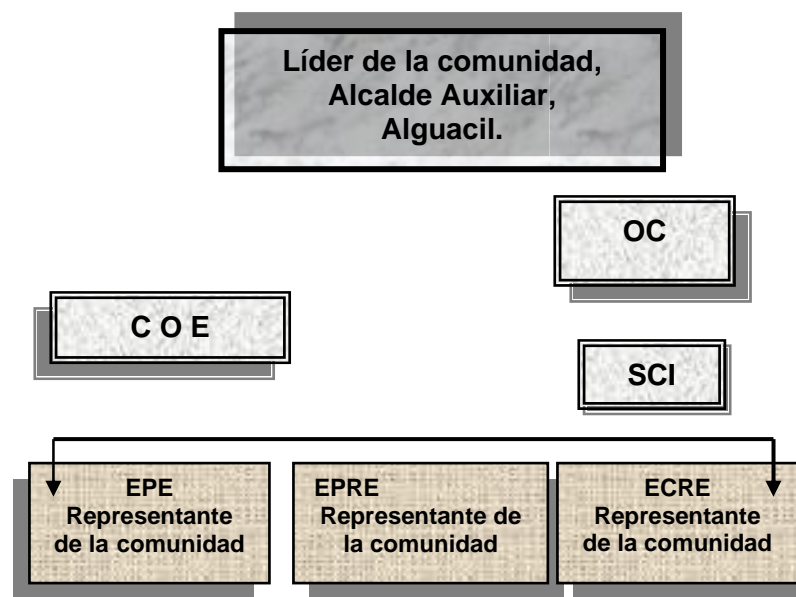 Líder de la comunidad,
Alcalde Auxiliar,
Alguacil.
OC
C O E
SCI
EPE
Representante
de la comunidad
EPRE
Representante de
la comunidad
ECRE
Representante
de la comunidad